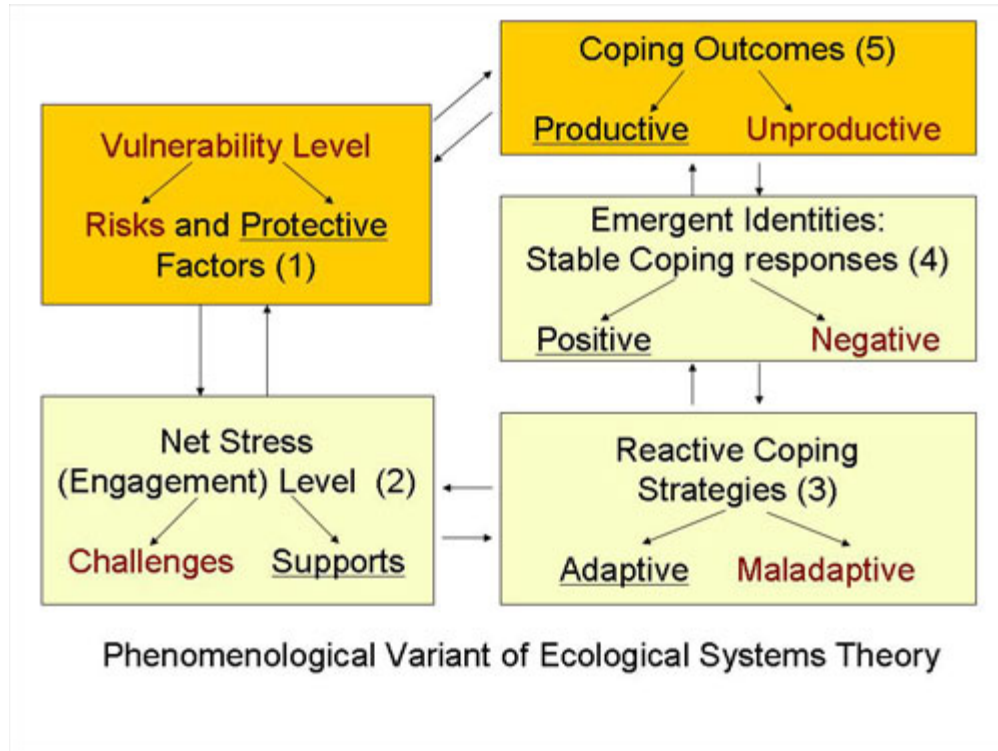 Vulnerability Level
Risks and Protective
Factors (1)
Net Stress
(Engagement) Level (2)
Challenges Supports
Reactive Coping
Strategies (3)
Adaptive Maladaptive
Emergent Identities:
Stable Coping responses (4)
Positive Negative
Coping Outcomes (5)
Productive Unproductive
Phenomenological Variant of Ecological Systems Theory